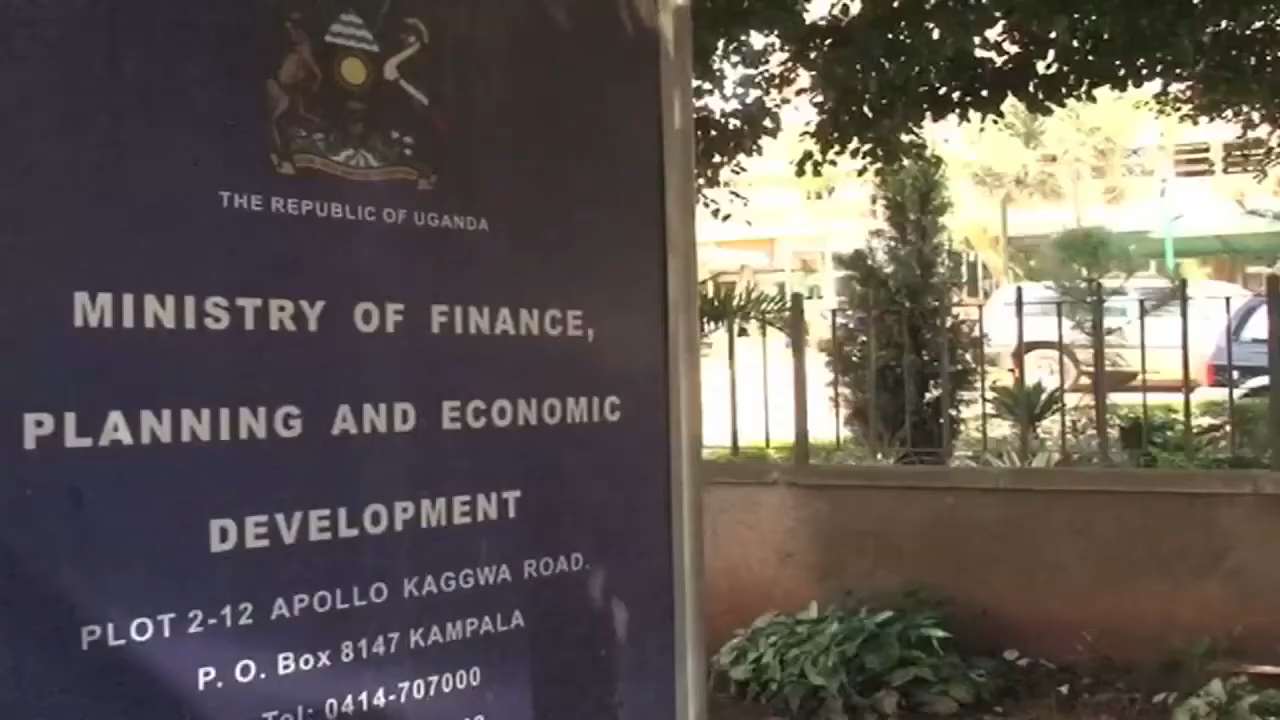 THE REPUBLIC OF UGANDA
MINISTRY OF FINANCE,
PLANNING AND ECONOMIC
DEVELOPMENT
PLOT 2-12 APOLLO KAGGWA ROAD.
P. O. Box 8147 KAMPALA
Tel: 0414-707000